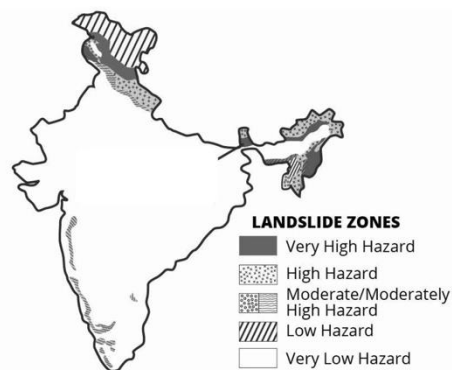 LANDSLIDE ZONES
Very High Hazard
High Hazard
Moderate/Moderately
High Hazard
Low Hazard
Very Low Hazard